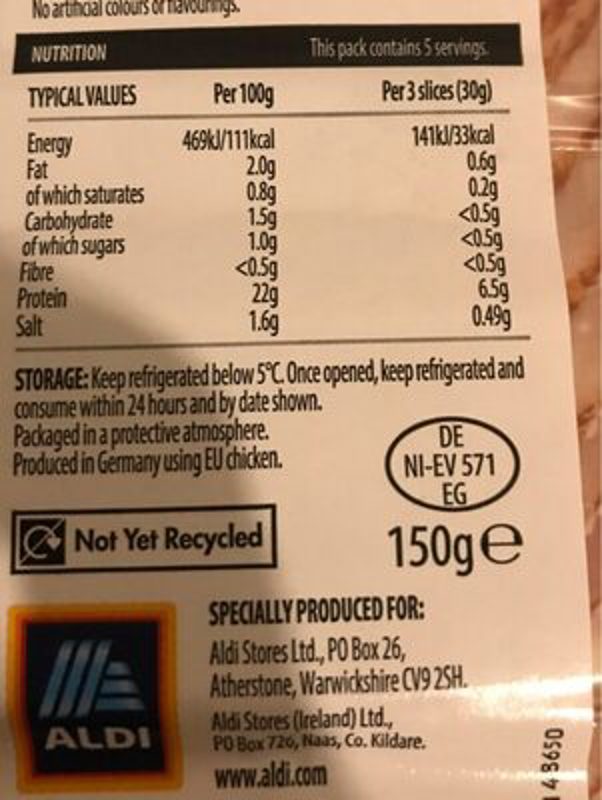 No artificial colours or flavourings.
NUTRITION This pack contains 5 servings.
TYPICAL VALUES Per 100g Per 3 slices (30g)
Energy 469kJ/111kcal 141kJ/33kcal
Fat 2.0g 0.6g
of which saturates 0.8g 0.2g
Carbohydrate 1.5g <0.5g
of which sugars 1.0g <0.5g
Fibre <0.5g <0.5g
Protein 22g 6.5g
Salt 1.6g 0.49g
STORAGE: Keep refrigerated below 5°C. Once opened, keep refrigerated and
consume within 24 hours and by date shown.
Packaged in a protective atmosphere.
Produced in Germany using EU chicken.
DE
NI-EV 571
EG
Not Yet Recycled
150g e
SPECIALLY PRODUCED FOR:
Aldi Stores Ltd., PO Box 26,
Atherstone, Warwickshire CV9 2SH.
Aldi Stores (Ireland) Ltd.,
PO Box 726, Naas, Co. Kildare.
www.aldi.com
ALDI